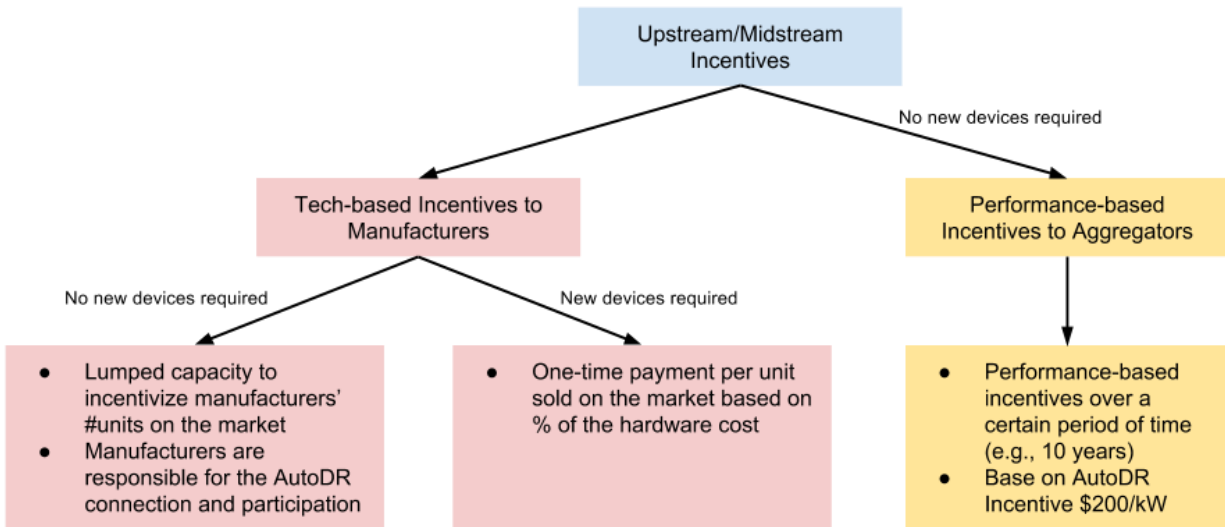 Upstream/Midstream
Incentives
No new devices required
Tech-based Incentives to
Manufacturers
Performance-based
Incentives to Aggregators
No new devices required
New devices required
● Lumped capacity to
incentivize manufacturers’
#units on the market
● Manufacturers are
responsible for the AutoDR
connection and participation
● One-time payment per unit
sold on the market based on
% of the hardware cost
● Performance-based
incentives over a
certain period of time
(e.g., 10 years)
● Base on AutoDR
Incentive $200/kW